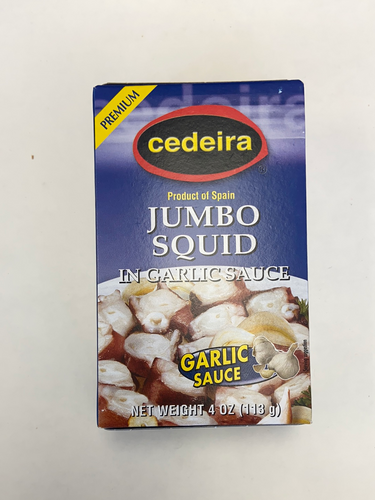 PREMIUM
cedeira
Product of Spain
JUMBO
SQUID
IN GARLIC SAUCE
GARLIC
SAUCE
NET WEIGHT 4 OZ (113 g)